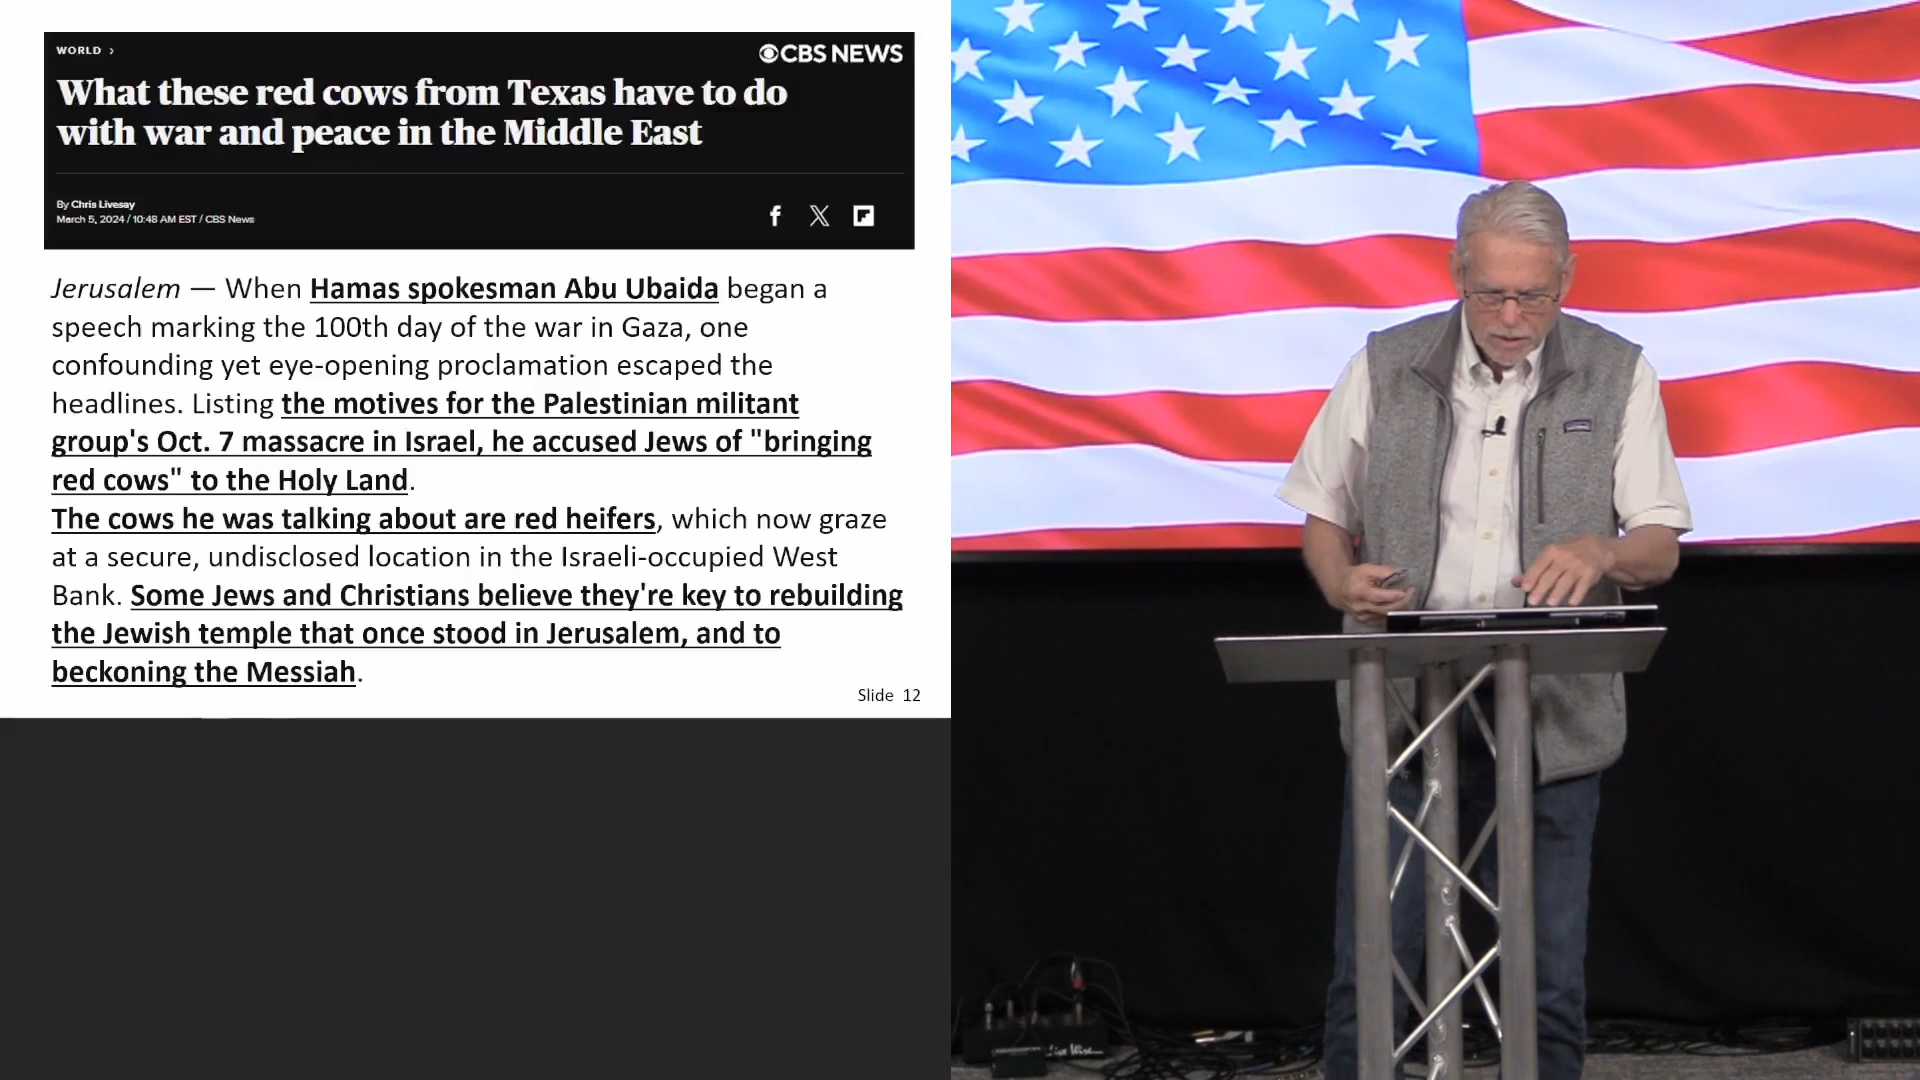 WORLD >
CBS NEWS
What these red cows from Texas have to do
with war and peace in the Middle East
By Chris Livesay
March 5, 2024 / 10:48 AM EST / CBS News
Jerusalem — When Hamas spokesman Abu Ubaida began a
speech marking the 100th day of the war in Gaza, one
confounding yet eye-opening proclamation escaped the
headlines. Listing the motives for the Palestinian militant
group's Oct. 7 massacre in Israel, he accused Jews of "bringing
red cows" to the Holy Land.
The cows he was talking about are red heifers, which now graze
at a secure, undisclosed location in the Israeli-occupied West
Bank. Some Jews and Christians believe they're key to rebuilding
the Jewish temple that once stood in Jerusalem, and to
beckoning the Messiah.
Slide 12
Live Wire